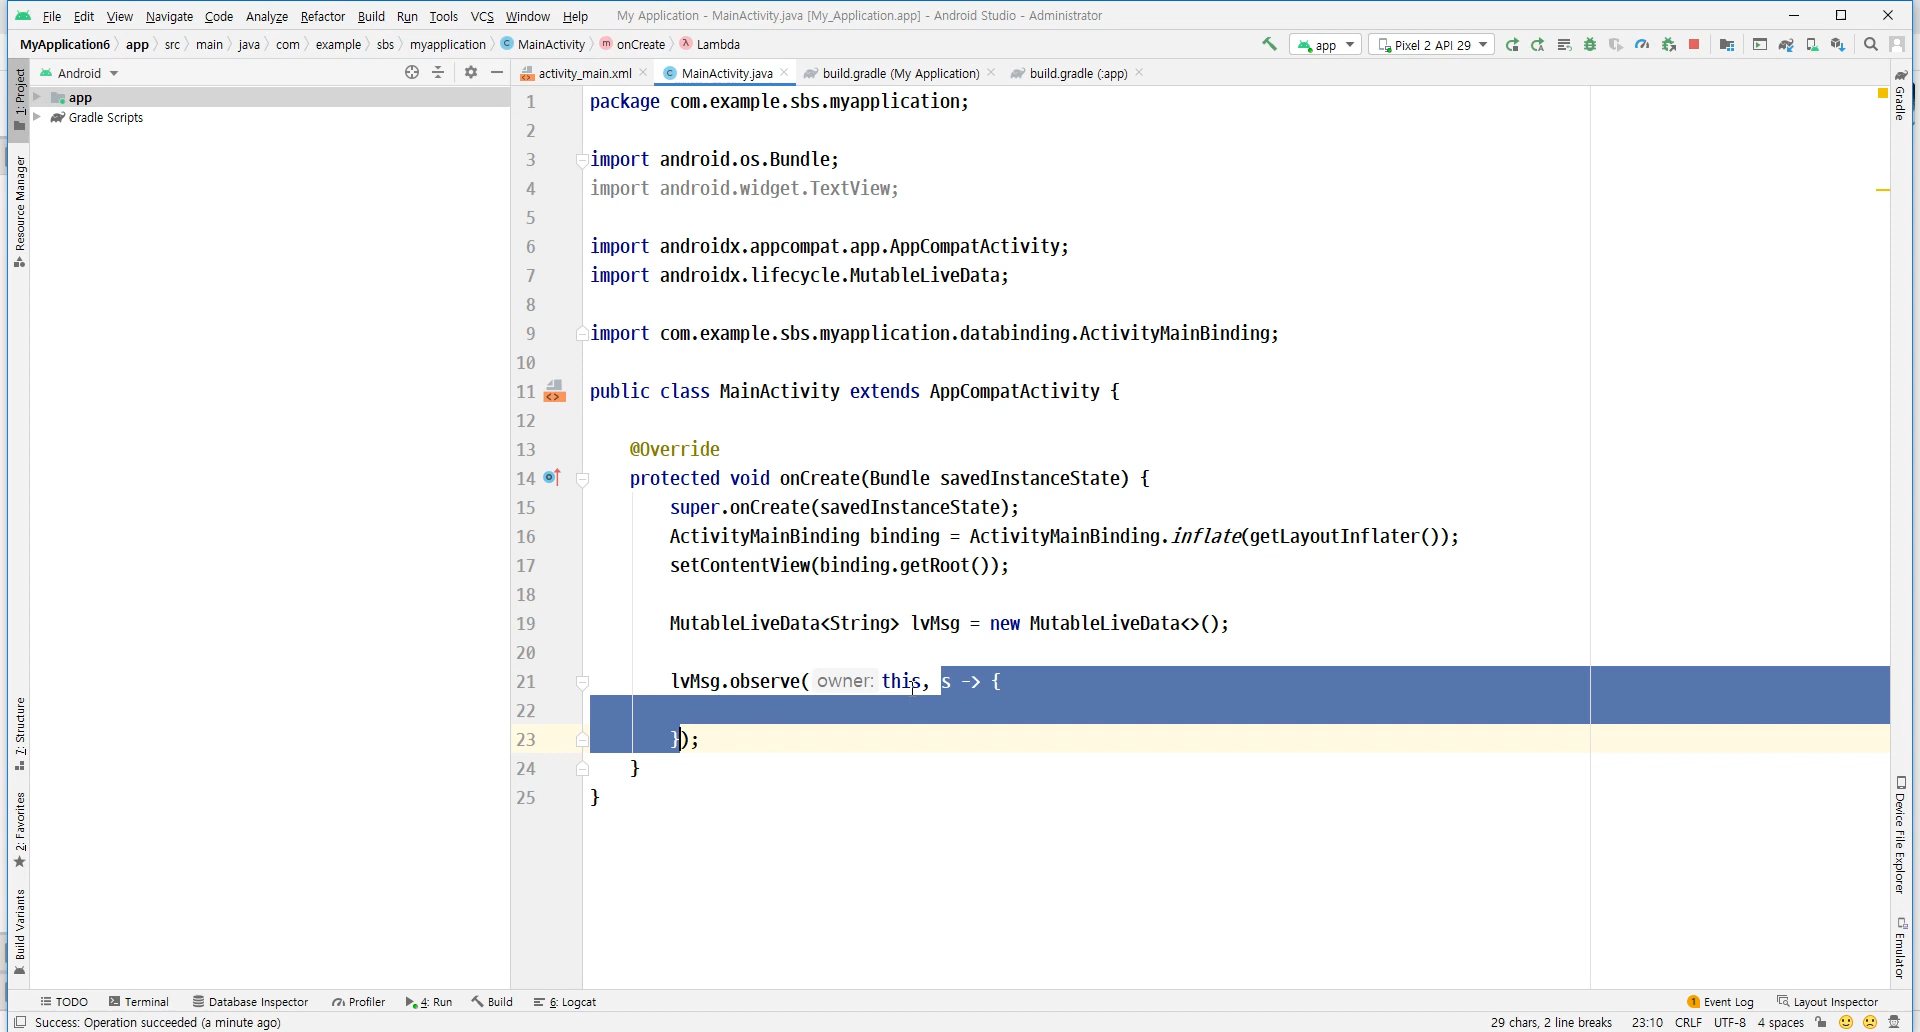 File Edit View Navigate Code Analyze Refactor Build Run Tools VCS Window Help My Application - MainActivity.java [My_Application.app] - Android Studio - Administrator
MyApplication6 app src main java com example sbs myapplication C MainActivity m onCreate λ Lambda app Pixel 2 API 29
1: Project
Resource Manager
7: Structure
2: Favorites
Build Variants
Android
app
Gradle Scripts
activity_main.xml C MainActivity.java build.gradle (My Application) build.gradle (:app)
1 package com.example.sbs.myapplication;
2
3 import android.os.Bundle;
4 import android.widget.TextView;
5
6 import androidx.appcompat.app.AppCompatActivity;
7 import androidx.lifecycle.MutableLiveData;
8
9 import com.example.sbs.myapplication.databinding.ActivityMainBinding;
10
11 public class MainActivity extends AppCompatActivity {
12
13 @Override
14 protected void onCreate(Bundle savedInstanceState) {
15 super.onCreate(savedInstanceState);
16 ActivityMainBinding binding = ActivityMainBinding.inflate(getLayoutInflater());
17 setContentView(binding.getRoot());
18
19 MutableLiveData<String> lvMsg = new MutableLiveData<>();
20
21 lvMsg.observe( owner: this, s -> {
22
23 });
24 }
25 }
Gradle
Device File Explorer
Emulator
TODO Terminal Database Inspector Profiler 4: Run Build 6: Logcat 1 Event Log Layout Inspector
Success: Operation succeeded (a minute ago) 29 chars, 2 line breaks 23:10 CRLF UTF-8 4 spaces